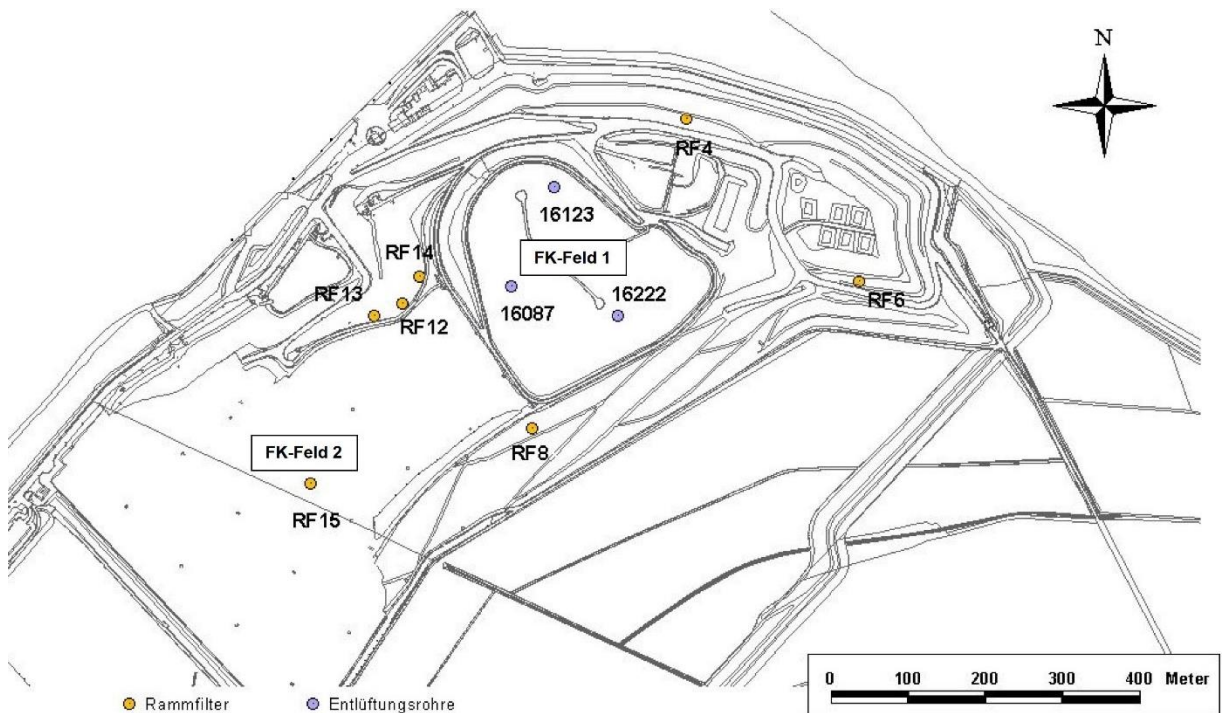 N
RF4
16123
FK-Feld 1
RF14
RF13
RF12
16087
16222
RF6
RF8
FK-Feld 2
RF15
0 100 200 300 400 Meter
Rammfilter Entlüftungsrohre